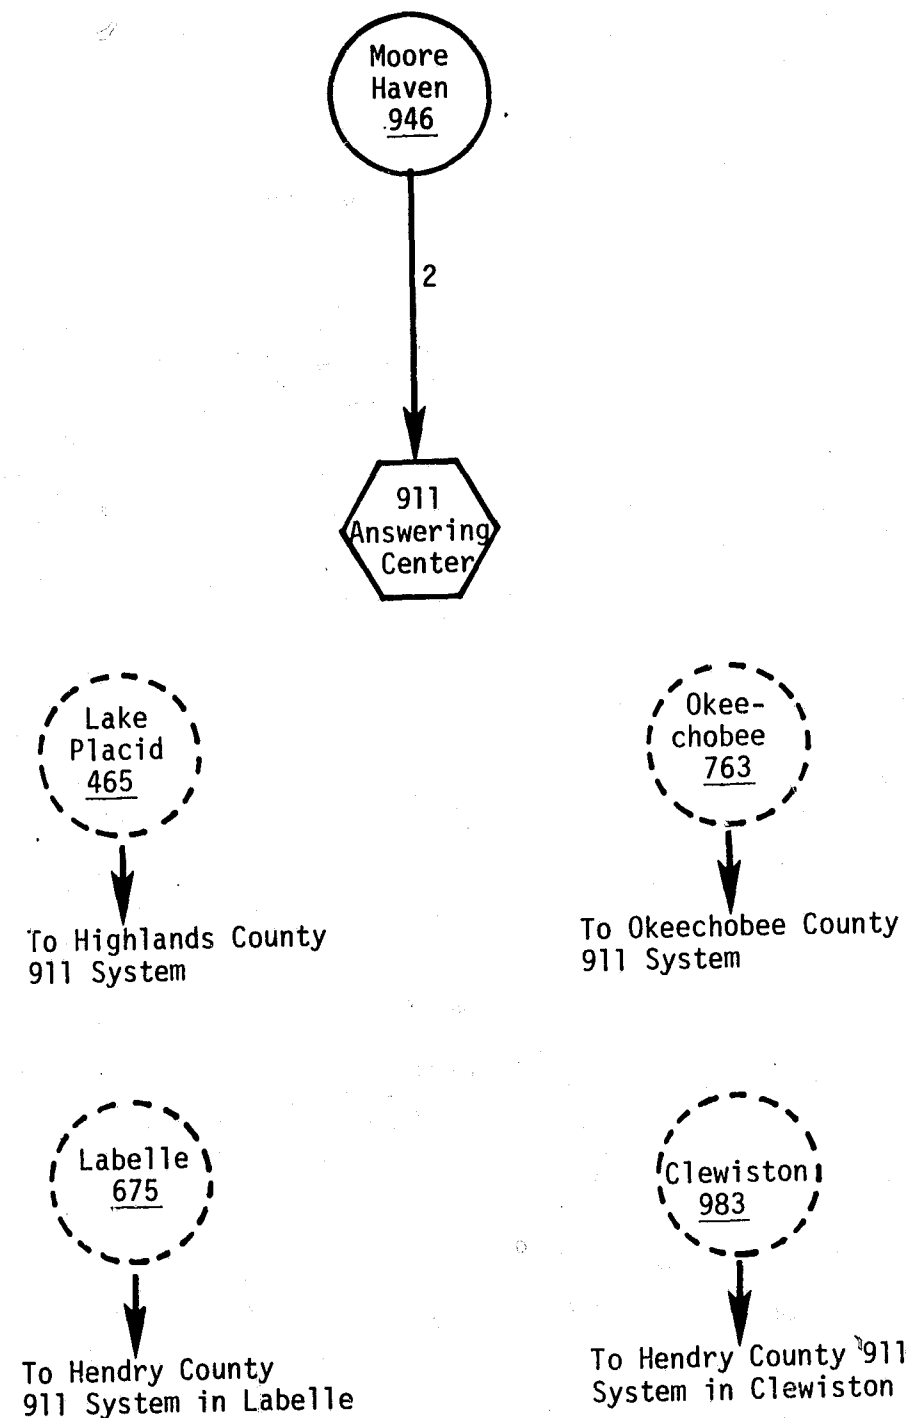 Moore
Haven
946
2
911
Answering
Center
Lake
Placid
465
To Highlands County
911 System
Okee-
chobee
763
To Okeechobee County
911 System
Labelle
675
To Hendry County
911 System in Labelle
Clewiston
983
To Hendry County 911
System in Clewiston